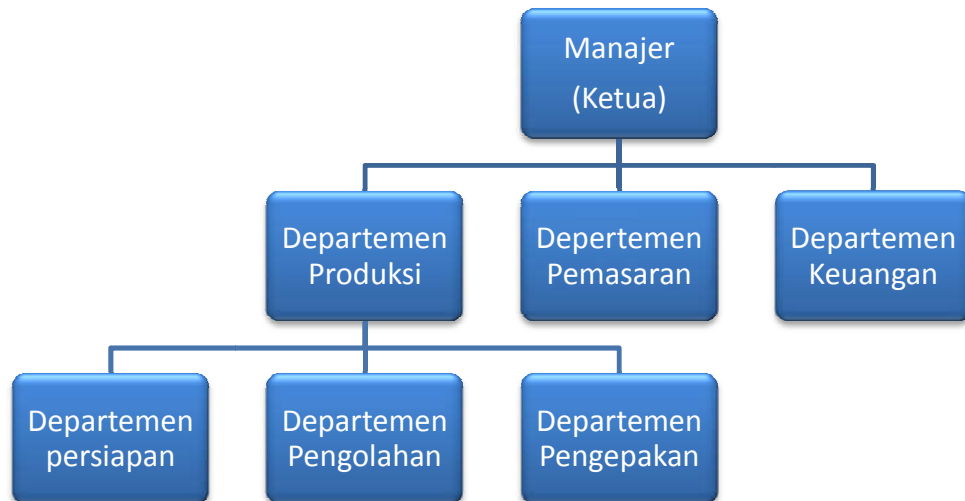 Manajer
(Ketua)
Departemen
Produksi
Depertemen
Pemasaran
Departemen
Keuangan
Departemen
persiapan
Departemen
Pengolahan
Departemen
Pengepakan